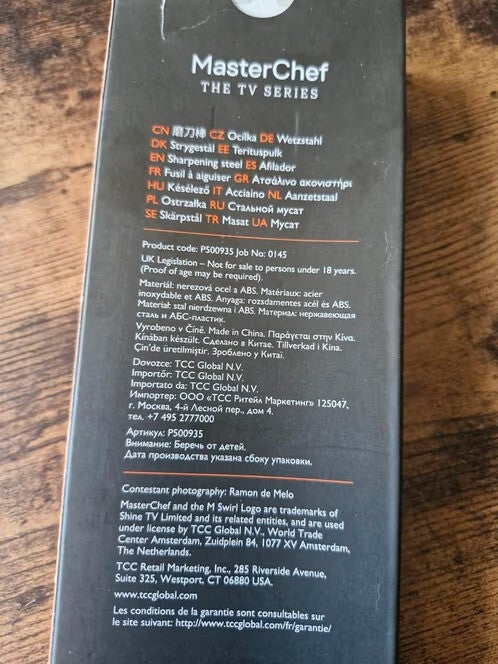 MasterChef
THE TV SERIES
CN 磨刀棒 CZ Ocílka DE Wetzstahl
DK Strygestål EE Terituspulk
EN Sharpening steel ES Afilador
FR Fusil à aiguiser GR Ατσάλινο ακονιστήρι
HU Késélező IT Acciaino NL Aanzetstaal
PL Ostrzałka RU Стальной мусат
SE Skärpstål TR Masat UA Мусат
Product code: P500935 Job No: 0145
UK Legislation – Not for sale to persons under 18 years.
(Proof of age may be required).
Materiál: nerezová ocel a ABS. Matériaux: acier
inoxydable et ABS. Anyaga: rozsdamentes acél és ABS.
Materiał: stal nierdzewna i ABS. Материал: нержавеющая
сталь и АБС-пластик.
Vyrobeno v Číně. Made in China. Παράγεται στην Κίνα.
Kínában készült. Сделано в Китае. Tillverkad i Kina.
Çin'de üretilmiştir. Зроблено у Китаї.
Dovozce: TCC Global N.V.
Importőr: TCC Global N.V.
Importato da: TCC Global N.V.
Импортер: ООО «ТСС Ритейл Маркетинг» 125047,
г. Москва, 4-й Лесной пер., дом 4.
тел. +7 495 2777000
Артикул: P500935
Внимание: Беречь от детей.
Дата производства указана сбоку упаковки.
Contestant photography: Ramon de Melo
MasterChef and the M Swirl Logo are trademarks of
Shine TV Limited and its related entities, and are used
under license by TCC Global N.V., World Trade
Center Amsterdam, Zuidplein 84, 1077 XV Amsterdam,
The Netherlands.
TCC Retail Marketing, Inc., 285 Riverside Avenue,
Suite 325, Westport, CT 06880 USA.
www.tccglobal.com
Les conditions de la garantie sont consultables sur
le site suivant: http://www.tccglobal.com/fr/garantie/